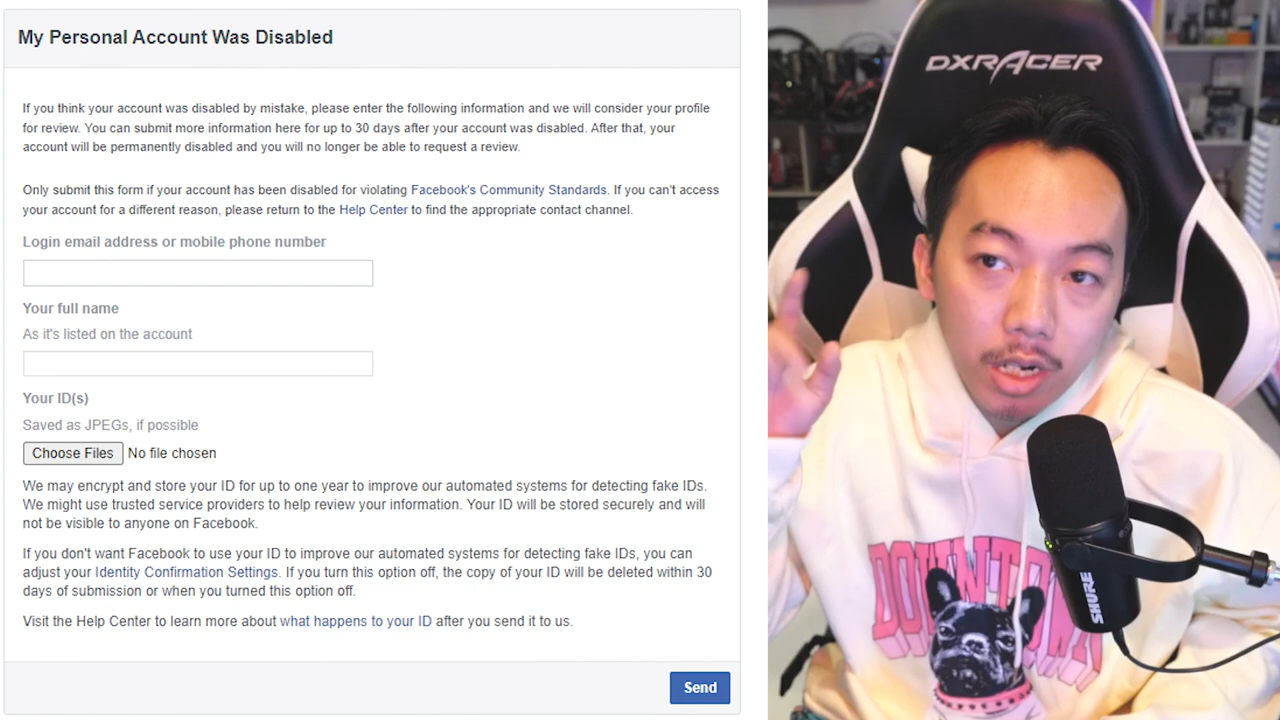 My Personal Account Was Disabled
If you think your account was disabled by mistake, please enter the following information and we will consider your profile
for review. You can submit more information here for up to 30 days after your account was disabled. After that, your
account will be permanently disabled and you will no longer be able to request a review.
Only submit this form if your account has been disabled for violating Facebook's Community Standards. If you can't access
your account for a different reason, please return to the Help Center to find the appropriate contact channel.
Login email address or mobile phone number
Your full name
As it's listed on the account
Your ID(s)
Saved as JPEGs, if possible
Choose Files No file chosen
We may encrypt and store your ID for up to one year to improve our automated systems for detecting fake IDs.
We might use trusted service providers to help review your information. Your ID will be stored securely and will
not be visible to anyone on Facebook.
If you don't want Facebook to use your ID to improve our automated systems for detecting fake IDs, you can
adjust your Identity Confirmation Settings. If you turn this option off, the copy of your ID will be deleted within 30
days of submission or when you turned this option off.
Visit the Help Center to learn more about what happens to your ID after you send it to us.
Send
DXRACER
SHURE
DOWNTOWN